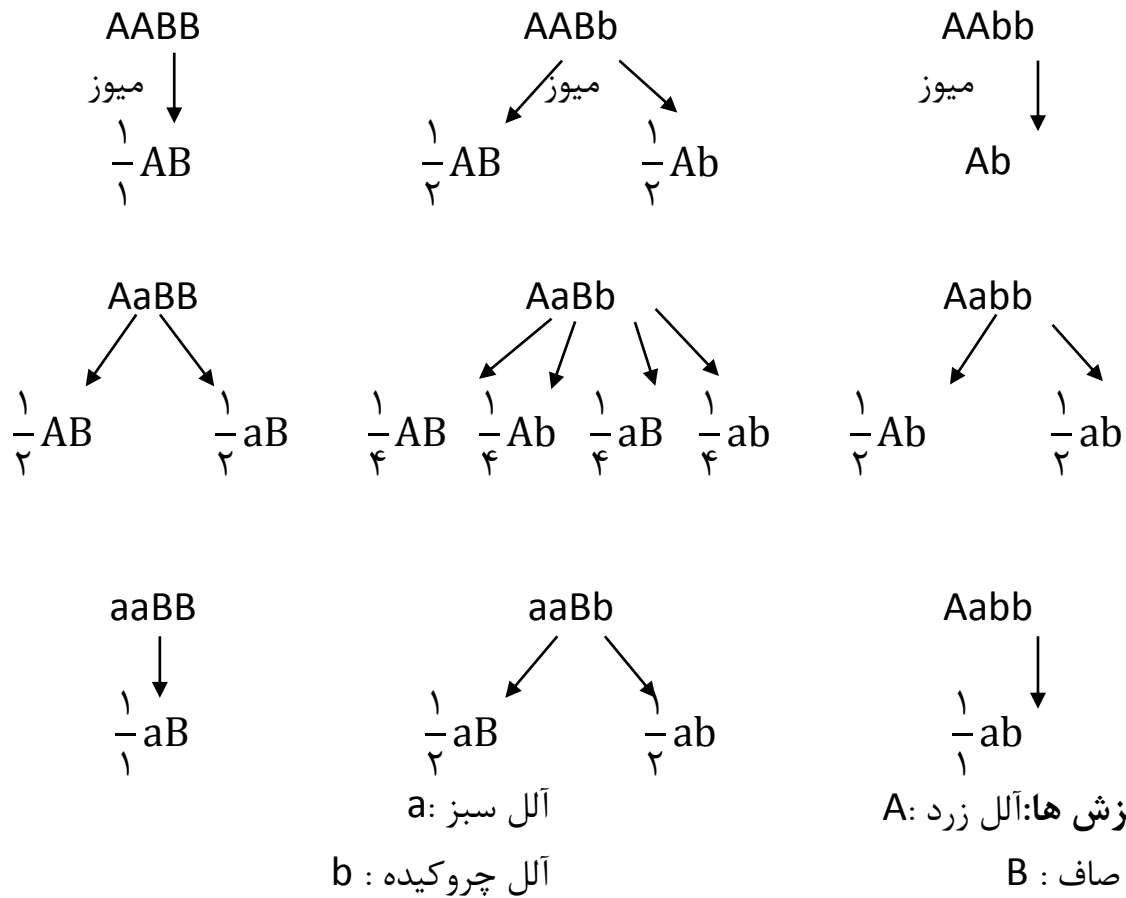 AABB AABb AAbb
میوز میوز میوز
۱/۱ AB ۱/۲ AB ۱/۲ Ab Ab
AaBB AaBb Aabb
۱/۲ AB ۱/۲ aB ۱/۴ AB ۱/۴ Ab ۱/۴ aB ۱/۴ ab ۱/۲ Ab ۱/۲ ab
aaBB aaBb Aabb
۱/۱ aB ۱/۲ aB ۱/۲ ab ۱/۱ ab
زش ها:آلل زرد :A آلل سبز :a
صاف : B آلل چروکیده : b